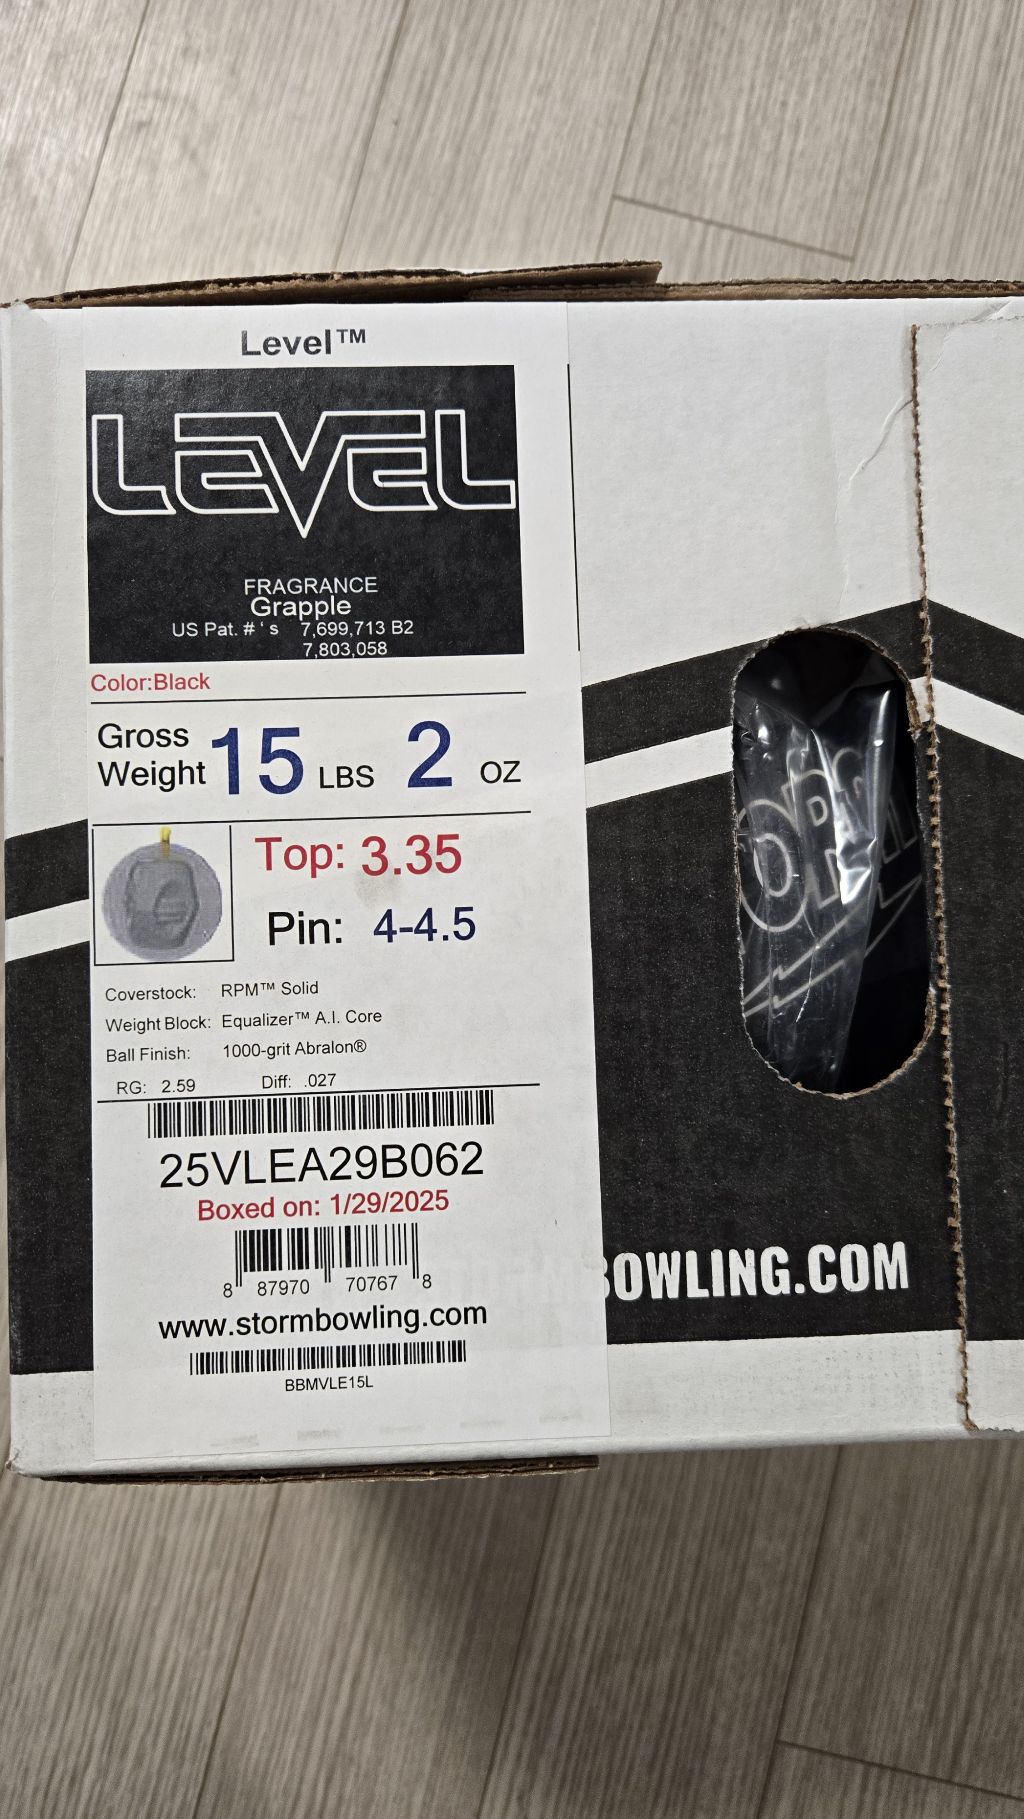 Level™
LEVEL
FRAGRANCE
Grapple
US Pat. # ' s 7,699,713 B2
7,803,058
Color:Black
Gross Weight 15 LBS 2 OZ
Top: 3.35
Pin: 4-4.5
Coverstock: RPM™ Solid
Weight Block: Equalizer™ A.I. Core
Ball Finish: 1000-grit Abralon®
RG: 2.59 Diff: .027
25VLEA29B062
Boxed on: 1/29/2025
8 87970 70767 8
www.stormbowling.com
BBMVLE15L
BOWLING.COM